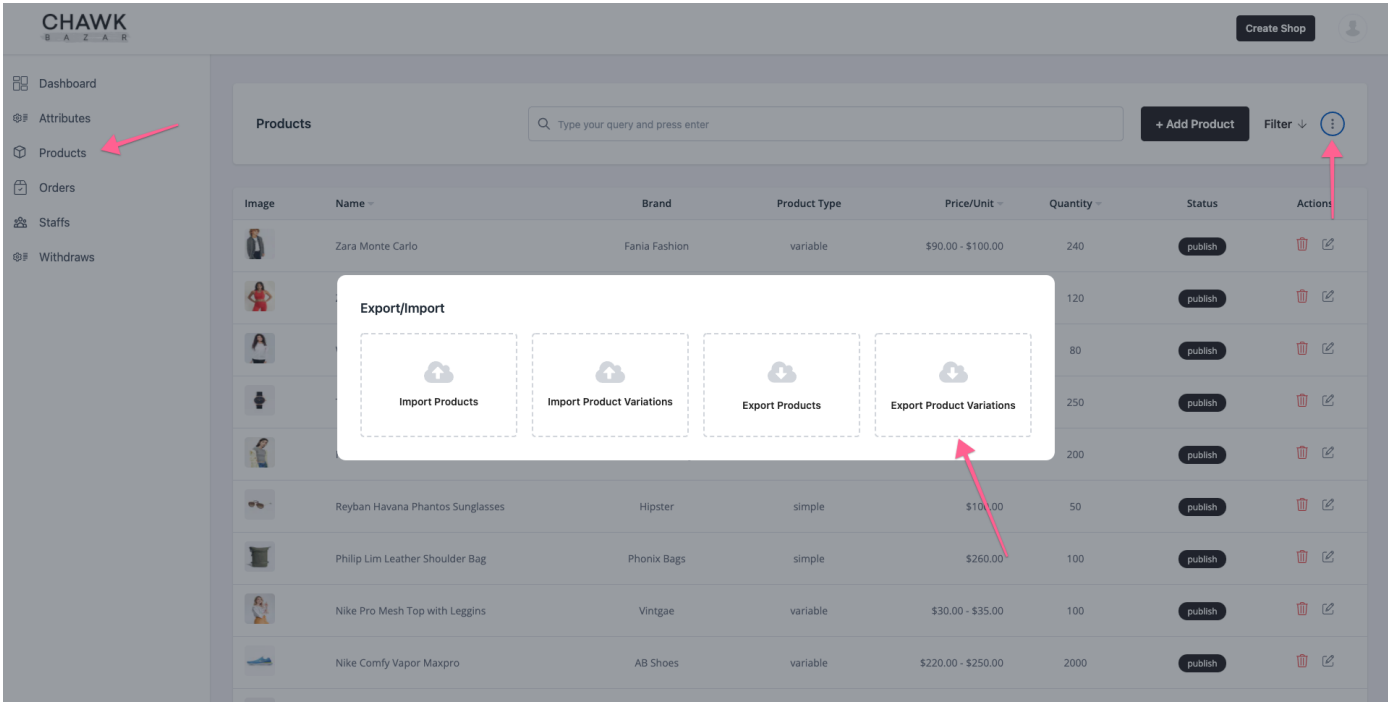 CHAWK
BAZAR
Create Shop
Dashboard
Attributes
Products
Orders
Staffs
Withdraws
Products
Type your query and press enter
+ Add Product
Filter
Image Name Brand Product Type Price/Unit Quantity Status Actions
Zara Monte Carlo Fania Fashion variable $90.00 - $100.00 240 publish
120 publish
80 publish
250 publish
200 publish
Export/Import
Import Products
Import Product Variations
Export Products
Export Product Variations
Reyban Havana Phantos Sunglasses Hipster simple $100.00 50 publish
Philip Lim Leather Shoulder Bag Phonix Bags simple $260.00 100 publish
Nike Pro Mesh Top with Leggins Vintgae variable $30.00 - $35.00 100 publish
Nike Comfy Vapor Maxpro AB Shoes variable $220.00 - $250.00 2000 publish